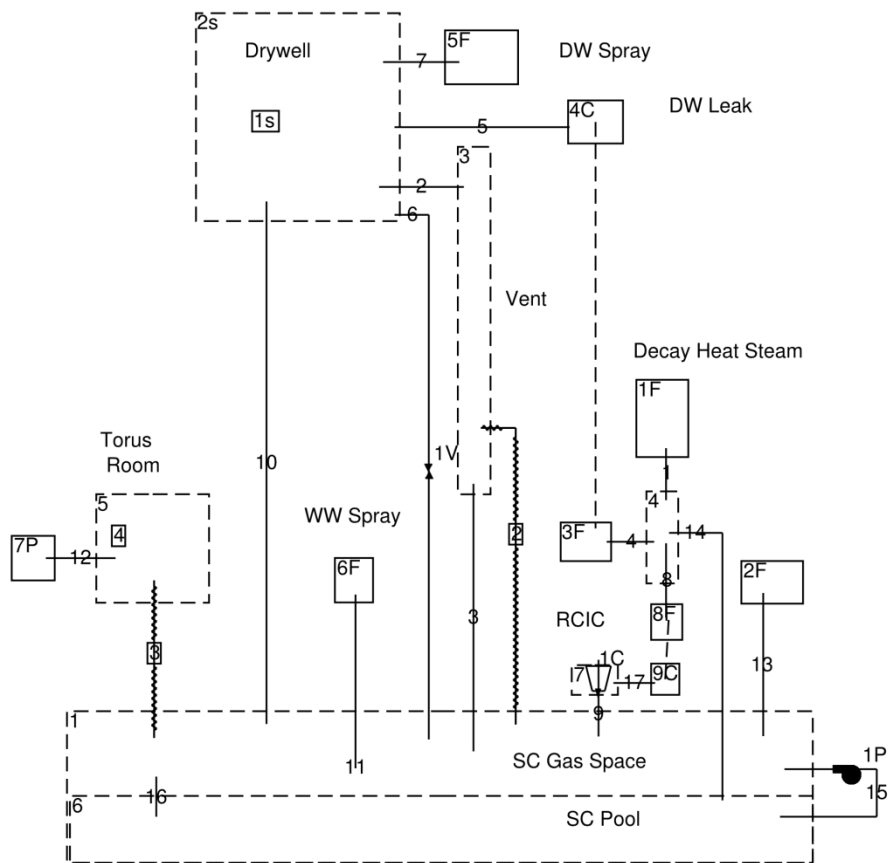 2s
Drywell
5F
7
DW Spray
1s
4C
DW Leak
5
3
2
6
Vent
Decay Heat Steam
1F
Torus
Room
10
1V
1
5
4
WW Spray
4
7P
12
2
3F
4
14
6F
8
2F
RCIC
8F
3
3
1C
7
17
9C
13
1
9
SC Gas Space
1P
11
16
15
6
SC Pool